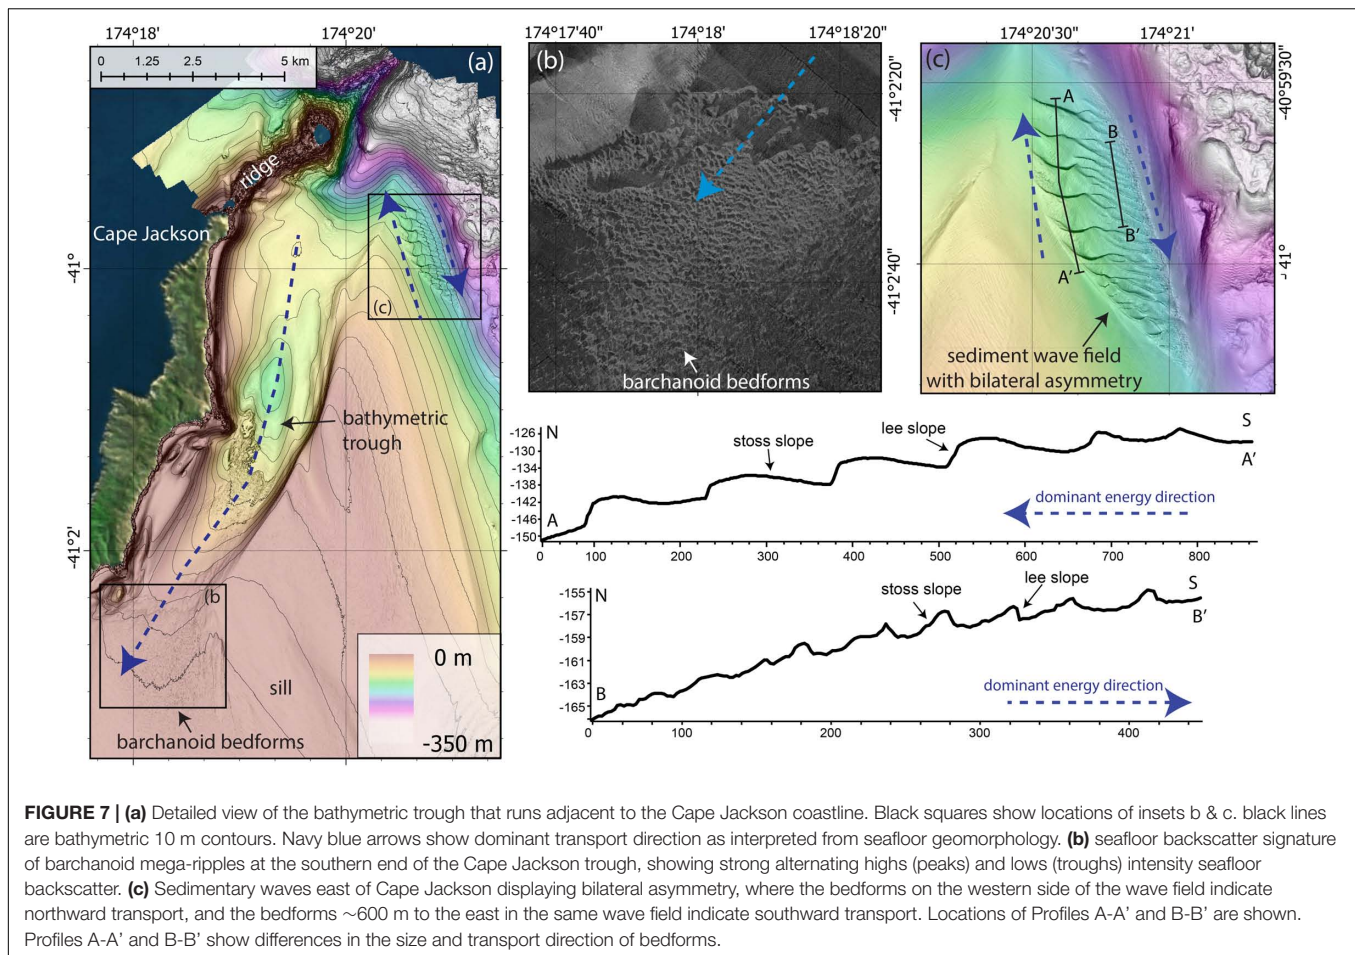 174°18'
174°20'
0 1.25 2.5 5 km
(a)
ridge
Cape Jackson
-41°
(c)
bathymetric
trough
-41°2'
(b
sill
barchanoid bedforms
0 m
-350 m
174°17'40"
174°18'
174°18'20"
(b)
-41°2'20"
-41°2'40"
barchanoid bedforms
174°20'30"
174°21'
(c)
A
B
B'
A'
-40°59'30"
-41°
sediment wave field
with bilateral asymmetry
-126
-130
-134
-138
-142
-146
-150
N
S
A
A'
stoss slope
lee slope
dominant energy direction
0 100 200 300 400 500 600 700 800
-155
-157
-159
-161
-163
-165
N
S
B
B'
stoss slope
lee slope
dominant energy direction
0 100 200 300 400
FIGURE 7 | (a) Detailed view of the bathymetric trough that runs adjacent to the Cape Jackson coastline. Black squares show locations of insets b & c. black lines
are bathymetric 10 m contours. Navy blue arrows show dominant transport direction as interpreted from seafloor geomorphology. (b) seafloor backscatter signature
of barchanoid mega-ripples at the southern end of the Cape Jackson trough, showing strong alternating highs (peaks) and lows (troughs) intensity seafloor
backscatter. (c) Sedimentary waves east of Cape Jackson displaying bilateral asymmetry, where the bedforms on the western side of the wave field indicate
northward transport, and the bedforms ~600 m to the east in the same wave field indicate southward transport. Locations of Profiles A-A' and B-B' are shown.
Profiles A-A' and B-B' show differences in the size and transport direction of bedforms.